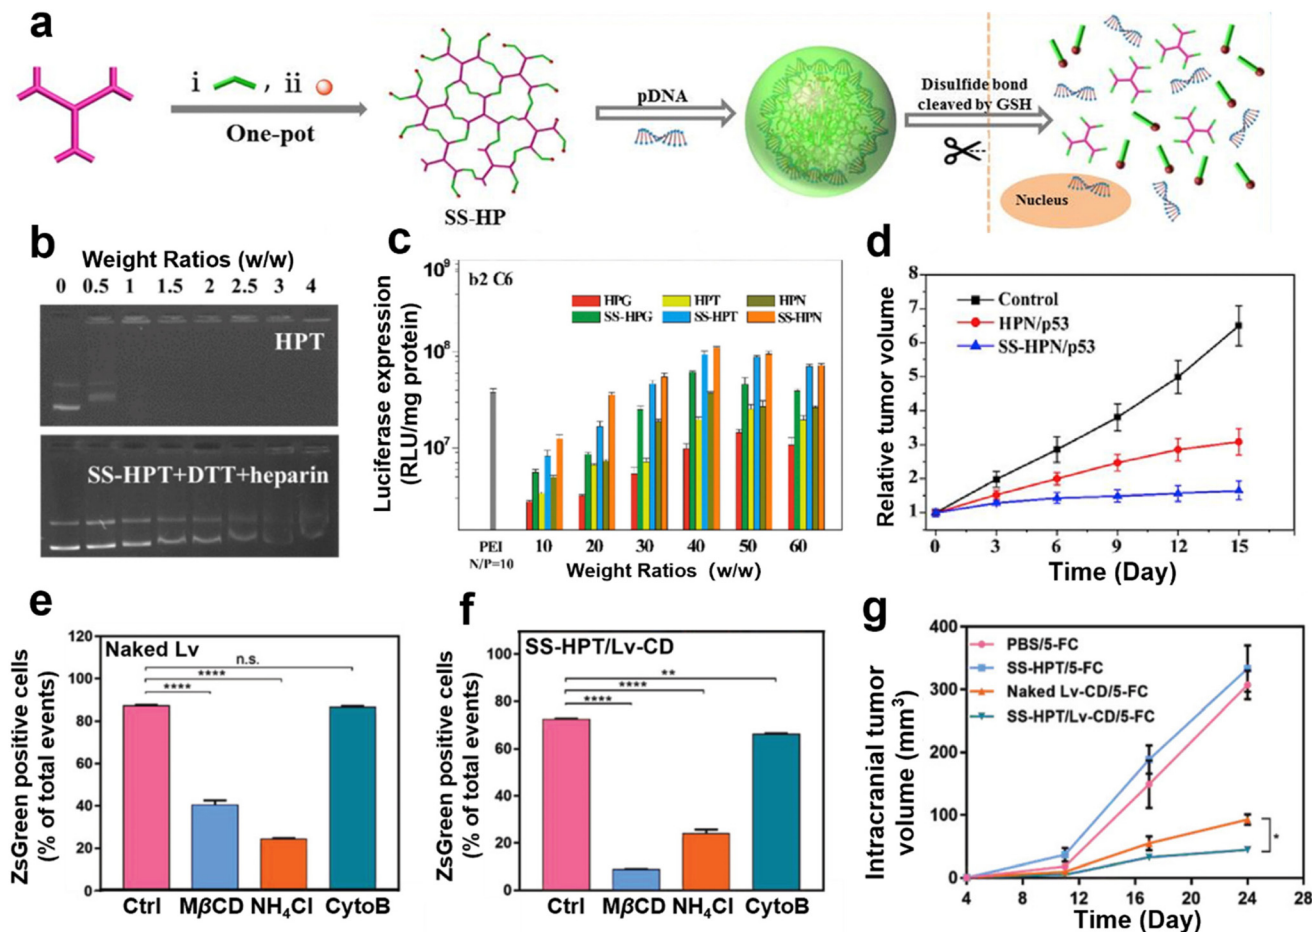 a
i , ii
One-pot
SS-HP
pDNA
Disulfide bond
cleaved by GSH
Nucleus
b
Weight Ratios (w/w)
0 0.5 1 1.5 2 2.5 3 4
HPT
SS-HPT+DTT+heparin
c
Luciferase expression
(RLU/mg protein)
10⁹
10⁸
10⁷
b2 C6
HPG HPT HPN
SS-HPG SS-HPT SS-HPN
PEI
N/P=10
10 20 30 40 50 60
Weight Ratios (w/w)
d
Relative tumor volume
8
7
6
5
4
3
2
1
Control
HPN/p53
SS-HPN/p53
0 3 6 9 12 15
Time (Day)
e
ZsGreen positive cells
(% of total events)
120
100
80
60
40
20
0
Naked Lv
n.s.
****
****
Ctrl MβCD NH₄Cl CytoB
f
ZsGreen positive cells
(% of total events)
100
80
60
40
20
0
SS-HPT/Lv-CD
**
****
****
Ctrl MβCD NH₄Cl CytoB
g
Intracranial tumor
volume (mm³)
400
300
200
100
0
PBS/5-FC
SS-HPT/5-FC
Naked Lv-CD/5-FC
SS-HPT/Lv-CD/5-FC
*
4 8 12 16 20 24 28
Time (Day)